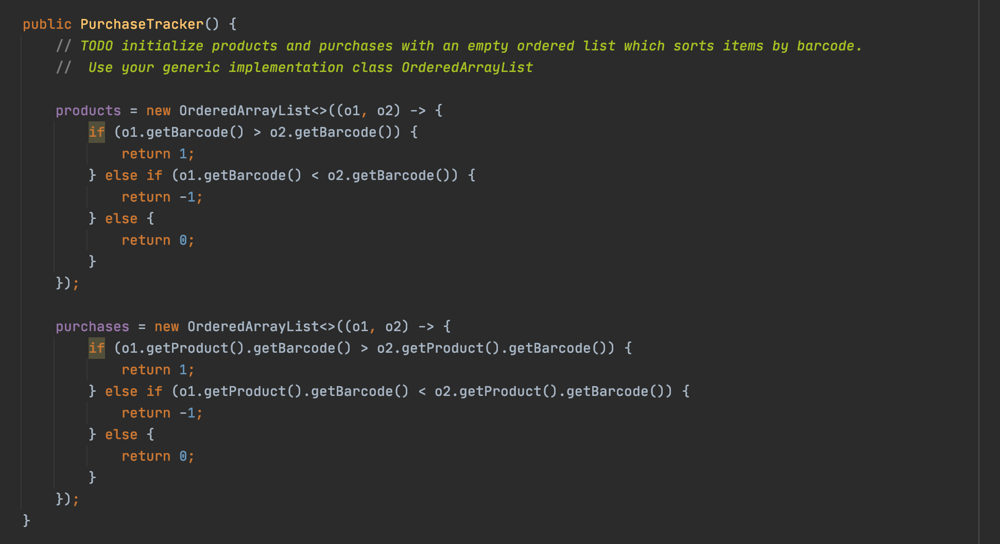 public PurchaseTracker() {
    // TODO initialize products and purchases with an empty ordered list which sorts items by barcode.
    //  Use your generic implementation class OrderedArrayList

    products = new OrderedArrayList<>((o1, o2) -> {
        if (o1.getBarcode() > o2.getBarcode()) {
            return 1;
        } else if (o1.getBarcode() < o2.getBarcode()) {
            return -1;
        } else {
            return 0;
        }
    });

    purchases = new OrderedArrayList<>((o1, o2) -> {
        if (o1.getProduct().getBarcode() > o2.getProduct().getBarcode()) {
            return 1;
        } else if (o1.getProduct().getBarcode() < o2.getProduct().getBarcode()) {
            return -1;
        } else {
            return 0;
        }
    });
}